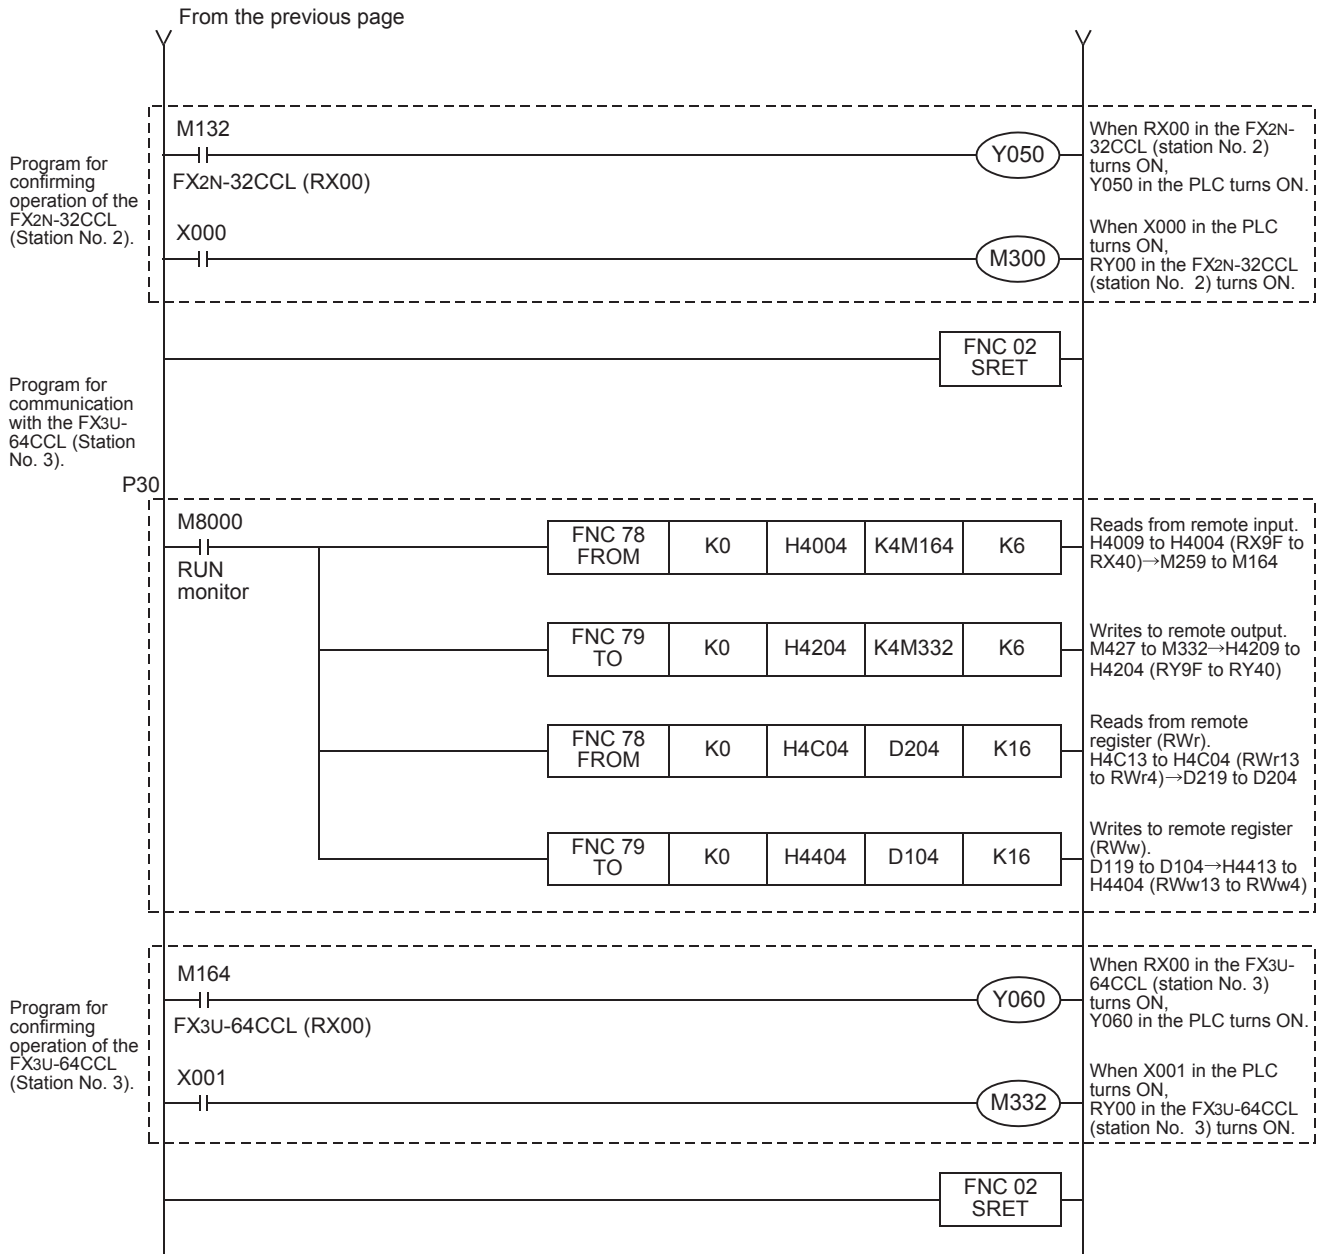 From the previous page
Program for
confirming
operation of the
FX2N-32CCL
(Station No. 2).
M132
FX2N-32CCL (RX00)
Y050
When RX00 in the FX2N-
32CCL (station No. 2)
turns ON,
Y050 in the PLC turns ON.
X000
M300
When X000 in the PLC
turns ON,
RY00 in the FX2N-32CCL
(station No. 2) turns ON.
FNC 02
SRET
Program for
communication
with the FX3U-
64CCL (Station
No. 3).
P30
M8000
RUN
monitor
FNC 78
FROM
K0
H4004
K4M164
K6
Reads from remote input.
H4009 to H4004 (RX9F to
RX40)→M259 to M164
FNC 79
TO
K0
H4204
K4M332
K6
Writes to remote output.
M427 to M332→H4209 to
H4204 (RY9F to RY40)
FNC 78
FROM
K0
H4C04
D204
K16
Reads from remote
register (RWr).
H4C13 to H4C04 (RWr13
to RWr4)→D219 to D204
FNC 79
TO
K0
H4404
D104
K16
Writes to remote register
(RWw).
D119 to D104→H4413 to
H4404 (RWw13 to RWw4)
Program for
confirming
operation of the
FX3U-64CCL
(Station No. 3).
M164
FX3U-64CCL (RX00)
Y060
When RX00 in the FX3U-
64CCL (station No. 3)
turns ON,
Y060 in the PLC turns ON.
X001
M332
When X001 in the PLC
turns ON,
RY00 in the FX3U-64CCL
(station No. 3) turns ON.
FNC 02
SRET